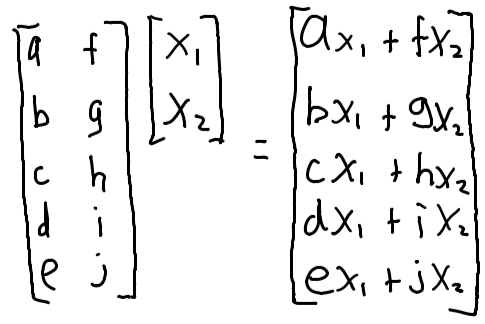 [a f] [x₁] = [ax₁ + fx₂]
[b g] [x₂] [bx₁ + gx₂]
[c h] [cx₁ + hx₂]
[d i] [dx₁ + ix₂]
[e j] [ex₁ + jx₂]